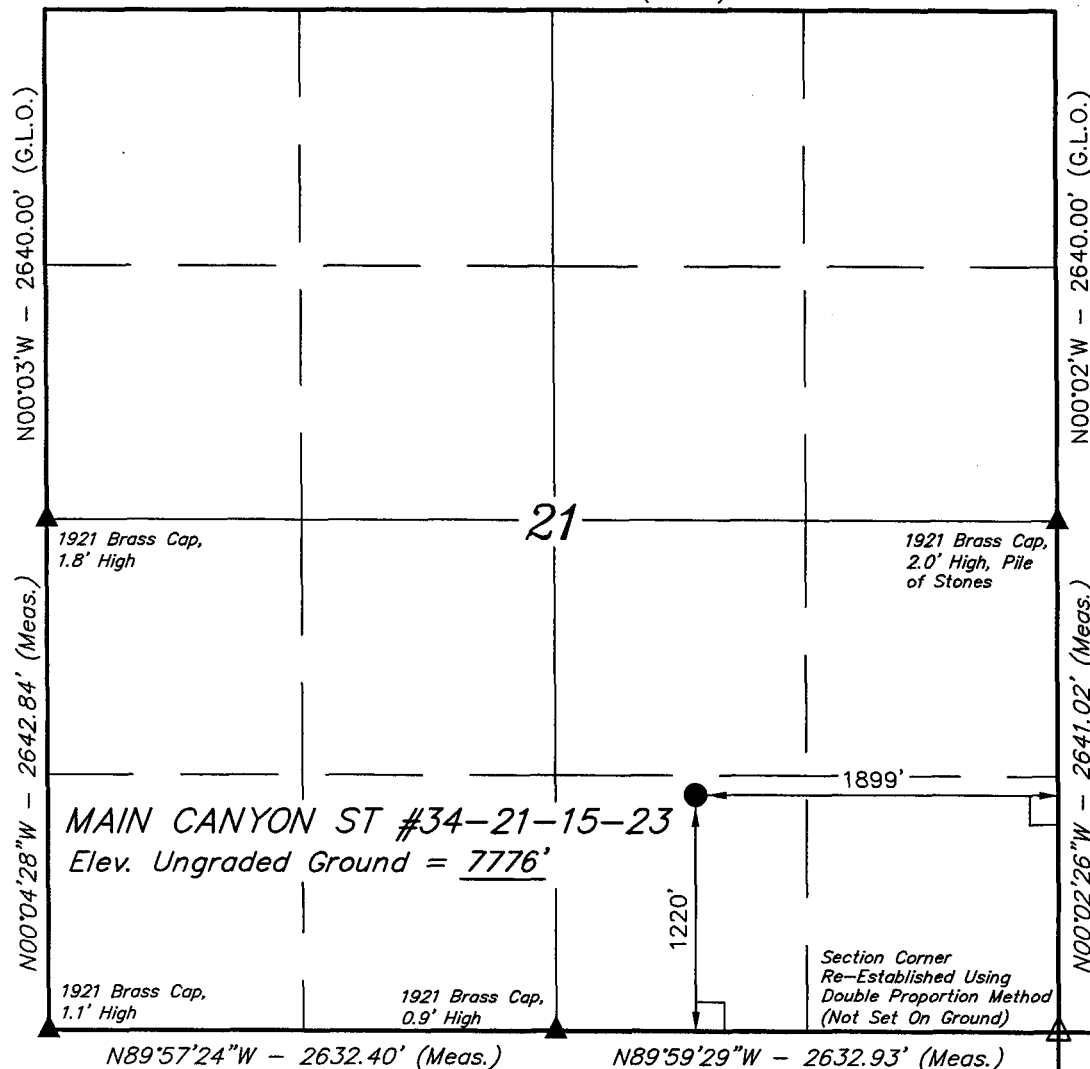 N00°03'W – 2640.00' (G.L.O.)
N00°02'W – 2640.00' (G.L.O.)
21
1921 Brass Cap,
1.8' High
1921 Brass Cap,
2.0' High, Pile
of Stones
N00°04'28"W – 2642.84' (Meas.)
N00°02'26"W – 2641.02' (Meas.)
1899'
MAIN CANYON ST #34–21–15–23
Elev. Ungraded Ground = 7776'
1220'
Section Corner
Re–Established Using
Double Proportion Method
(Not Set On Ground)
1921 Brass Cap,
1.1' High
1921 Brass Cap,
0.9' High
N89°57'24"W – 2632.40' (Meas.)
N89°59'29"W – 2632.93' (Meas.)